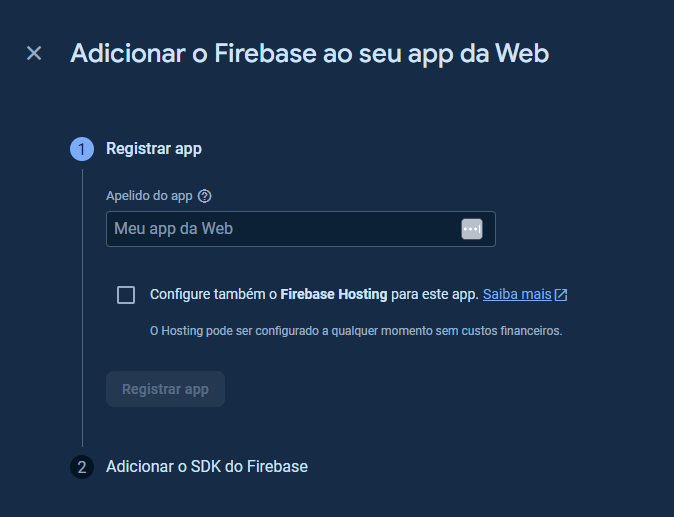 Adicionar o Firebase ao seu app da Web
1 Registrar app
Apelido do app
Meu app da Web
Configure também o Firebase Hosting para este app. Saiba mais
O Hosting pode ser configurado a qualquer momento sem custos financeiros.
Registrar app
2 Adicionar o SDK do Firebase